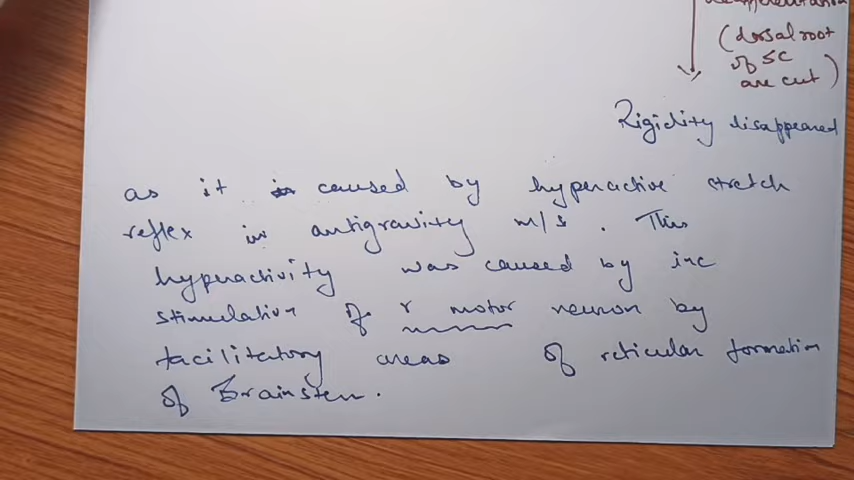 (dorsal root
of SC
are cut)
Rigidity disappeared
as it caused by hyperactive stretch
reflex in antigravity m/s. This
hyperactivity was caused by inc
stimulation of r motor neuron by
facilitatory areas of reticular formation
of Brainstem.